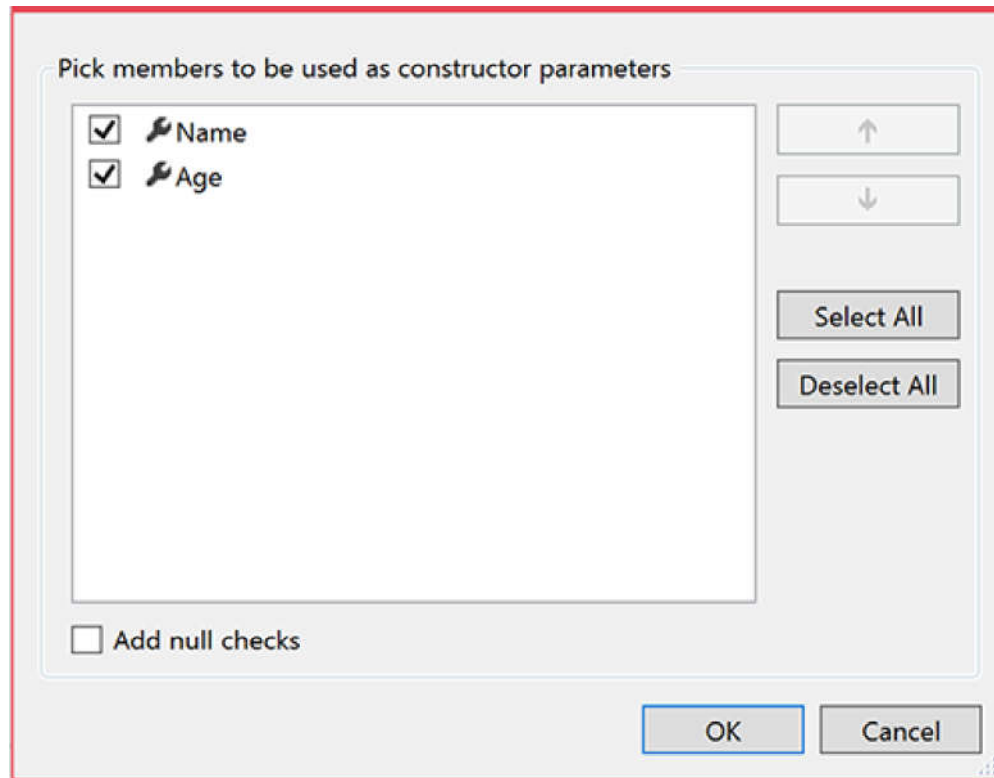 Pick members to be used as constructor parameters
Name
Age
Select All
Deselect All
Add null checks
OK
Cancel